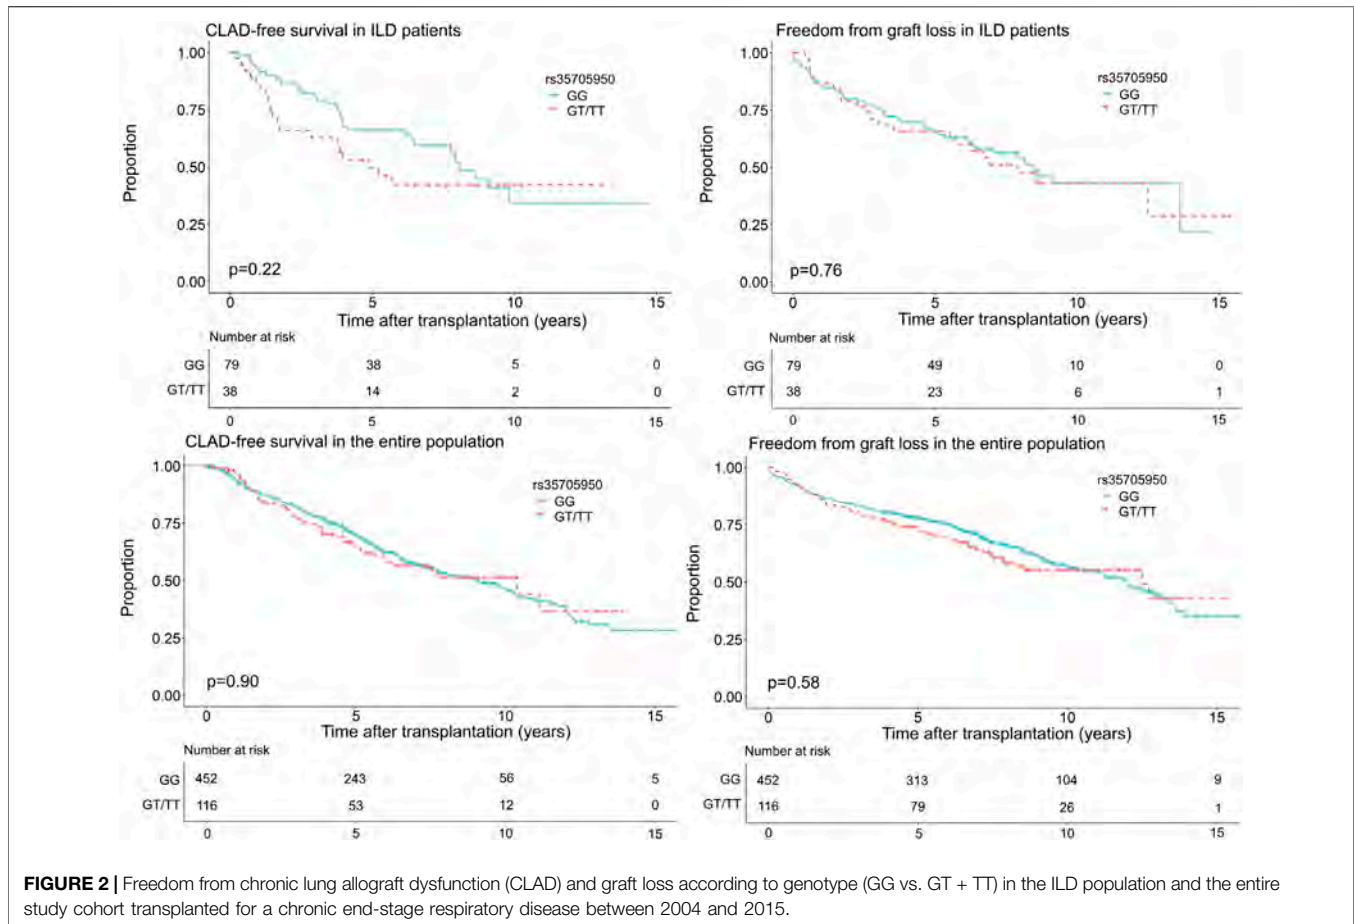 CLAD-free survival in ILD patients
1.00
0.75
0.50
0.25
0.00
Proportion
rs35705950
GG
GT/TT
p=0.22
0 5 10 15
Time after transplantation (years)
Number at risk
GG 79 38 5 0
GT/TT 38 14 2 0
0 5 10 15
Freedom from graft loss in ILD patients
1.00
0.75
0.50
0.25
0.00
Proportion
rs35705950
GG
GT/TT
p=0.76
0 5 10 15
Time after transplantation (years)
Number at risk
GG 79 49 10 0
GT/TT 38 23 6 1
0 5 10 15
CLAD-free survival in the entire population
1.00
0.75
0.50
0.25
0.00
Proportion
rs35705950
GG
GT/TT
p=0.90
0 5 10 15
Time after transplantation (years)
Number at risk
GG 452 243 56 5
GT/TT 116 53 12 0
0 5 10 15
Freedom from graft loss in the entire population
1.00
0.75
0.50
0.25
0.00
Proportion
rs35705950
GG
GT/TT
p=0.58
0 5 10 15
Time after transplantation (years)
Number at risk
GG 452 313 104 9
GT/TT 116 79 26 1
0 5 10 15
FIGURE 2 | Freedom from chronic lung allograft dysfunction (CLAD) and graft loss according to genotype (GG vs. GT + TT) in the ILD population and the entire
study cohort transplanted for a chronic end-stage respiratory disease between 2004 and 2015.